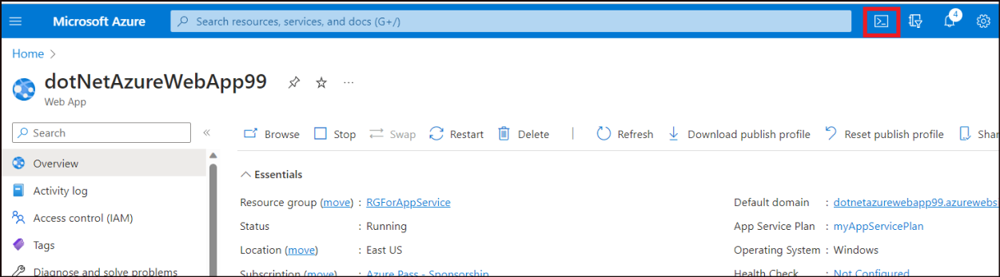 Microsoft Azure
Search resources, services, and docs (G+/)
4
Home >
dotNetAzureWebApp99
Web App
Search
«
Browse Stop Swap Restart Delete | Refresh Download publish profile Reset publish profile Shar
Overview
Activity log
Access control (IAM)
Tags
Diagnose and solve problems
Essentials
Resource group (move) : RGForAppService
Status : Running
Location (move) : East US
Subscription (move) : Azure Pass - Sponsorship
Default domain : dotnetazurewebapp99.azurewebs
App Service Plan : myAppServicePlan
Operating System : Windows
Health Check : Not Configured